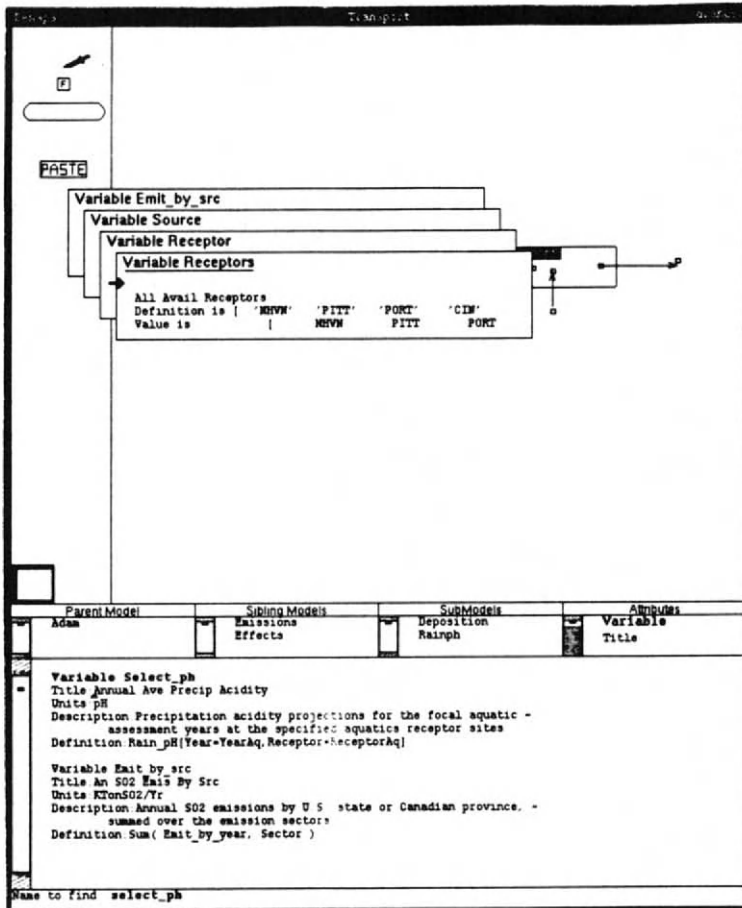 Transport
F
PASTE
Variable Emit_by_src
Variable Source
Variable Receptor
Variable Receptors
All Avail Receptors
Definition is [ 'NHVN' 'PITT' 'PORT' 'CIN'
Value is [ NHVN PITT PORT
Parent Model Sibling Models SubModels Attributes
Adam Emissions Deposition Variable
Effects Rainph Title
Variable Select_ph
Title Annual Ave Precip Acidity
Units pH
Description Precipitation acidity projections for the focal aquatic -
assessment years at the specified aquatics receptor sites
Definition:Rain_pH[Year=YearAq,Receptor=ReceptorAq]
Variable Emit_by_src
Title:An SO2 Emis By Src
Units KTonSO2/Yr
Description:Annual SO2 emissions by U S state or Canadian province, -
summed over the emission sectors
Definition:Sum( Emit_by_year, Sector )
Name to find select_ph